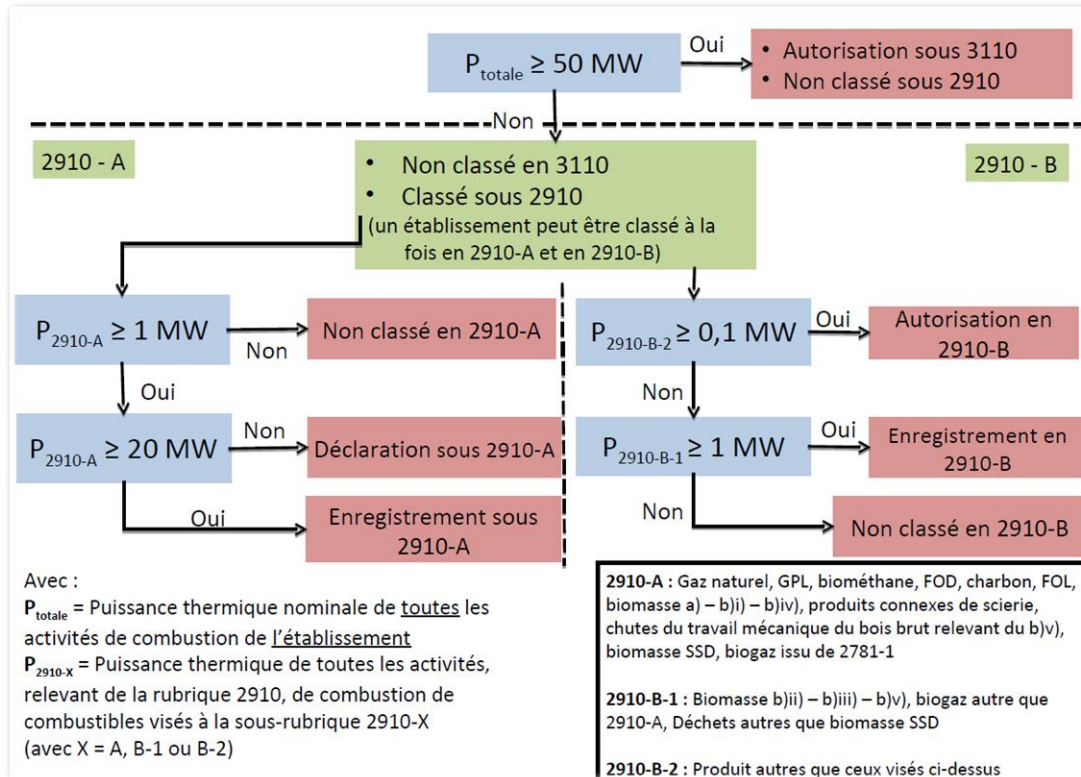 P totale ≥ 50 MW
Oui
• Autorisation sous 3110
• Non classé sous 2910
Non
2910 - A
• Non classé en 3110
• Classé sous 2910
(un établissement peut être classé à la
fois en 2910-A et en 2910-B)
2910 - B
P2910-A ≥ 1 MW
Non
Non classé en 2910-A
Oui
P2910-A ≥ 20 MW
Non
Déclaration sous 2910-A
Oui
Enregistrement sous
2910-A
P2910-B-2 ≥ 0,1 MW
Oui
Autorisation en
2910-B
Non
P2910-B-1 ≥ 1 MW
Oui
Enregistrement en
2910-B
Non
Non classé en 2910-B
Avec :
Ptotale = Puissance thermique nominale de toutes les
activités de combustion de l'établissement
P2910-X = Puissance thermique de toutes les activités,
relevant de la rubrique 2910, de combustion de
combustibles visés à la sous-rubrique 2910-X
(avec X = A, B-1 ou B-2)
2910-A : Gaz naturel, GPL, biométhane, FOD, charbon, FOL,
biomasse a) – b)i) – b)iv), produits connexes de scierie,
chutes du travail mécanique du bois brut relevant du b)v),
biomasse SSD, biogaz issu de 2781-1
2910-B-1 : Biomasse b)ii) – b)iii) – b)v), biogaz autre que
2910-A, Déchets autres que biomasse SSD
2910-B-2 : Produit autres que ceux visés ci-dessus